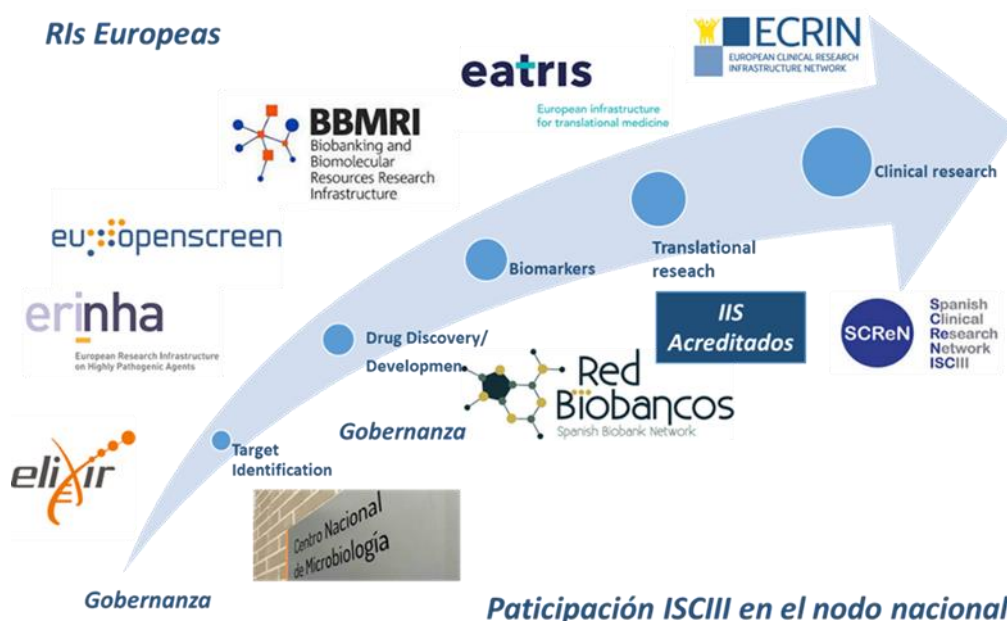 RIs Europeas
ECRIN
EUROPEAN CLINICAL RESEARCH
INFRASTRUCTURE NETWORK
eatris
European infrastructure
for translational medicine
BBMRI
Biobanking and
Biomolecular
Resources Research
Infrastructure
Clinical research
eu openscreen
Translational
reseach
Biomarkers
erinha
European Research Infrastructure
on Highly Pathogenic Agents
IIS
Acreditados
SCReN
Spanish
Clinical
Research
Network
ISCIII
Drug Discovery/
Developmen
Red
Biobancos
Spanish Biobank Network
Gobernanza
elixir
Target
Identification
Centro Nacional
de Microbiología
Gobernanza
Paticipación ISCIII en el nodo nacional